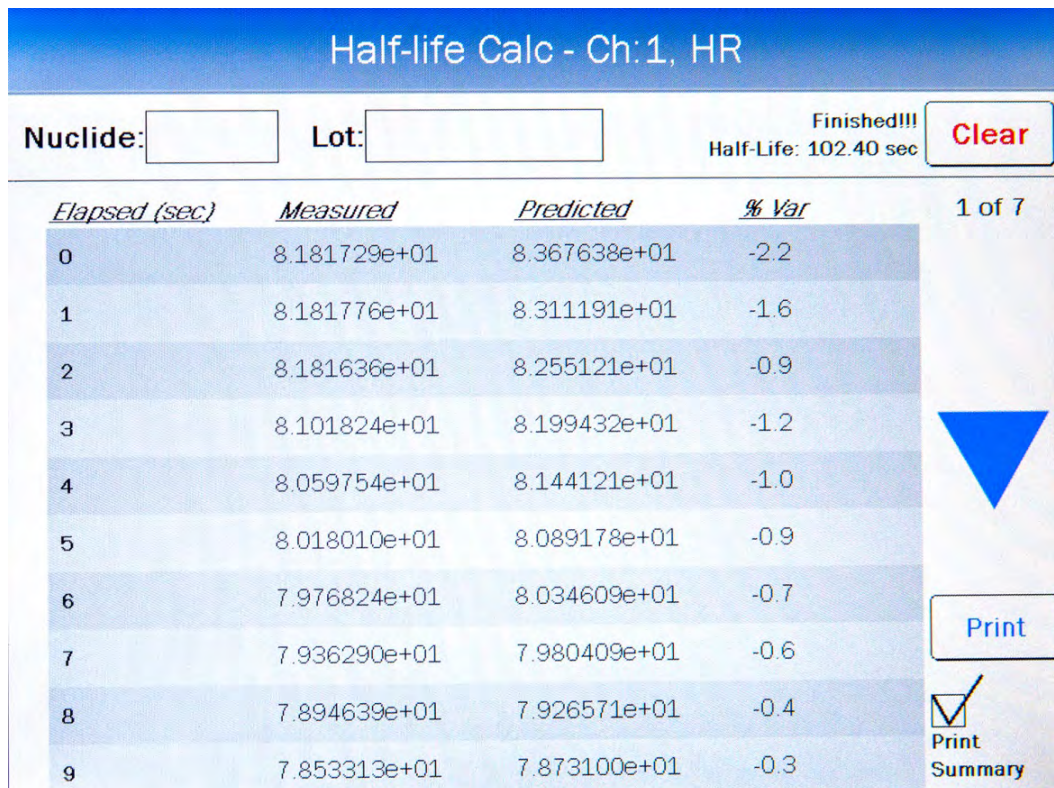 Half-life Calc - Ch:1, HR
Nuclide: Lot: Finished!!! Clear
Half-Life: 102.40 sec
Elapsed (sec) Measured Predicted % Var 1 of 7
0 8.181729e+01 8.367638e+01 -2.2
1 8.181776e+01 8.311191e+01 -1.6
2 8.181636e+01 8.255121e+01 -0.9
3 8.101824e+01 8.199432e+01 -1.2
4 8.059754e+01 8.144121e+01 -1.0
5 8.018010e+01 8.089178e+01 -0.9
6 7.976824e+01 8.034609e+01 -0.7
Print
7 7.936290e+01 7.980409e+01 -0.6
8 7.894639e+01 7.926571e+01 -0.4
Print
Summary
9 7.853313e+01 7.873100e+01 -0.3